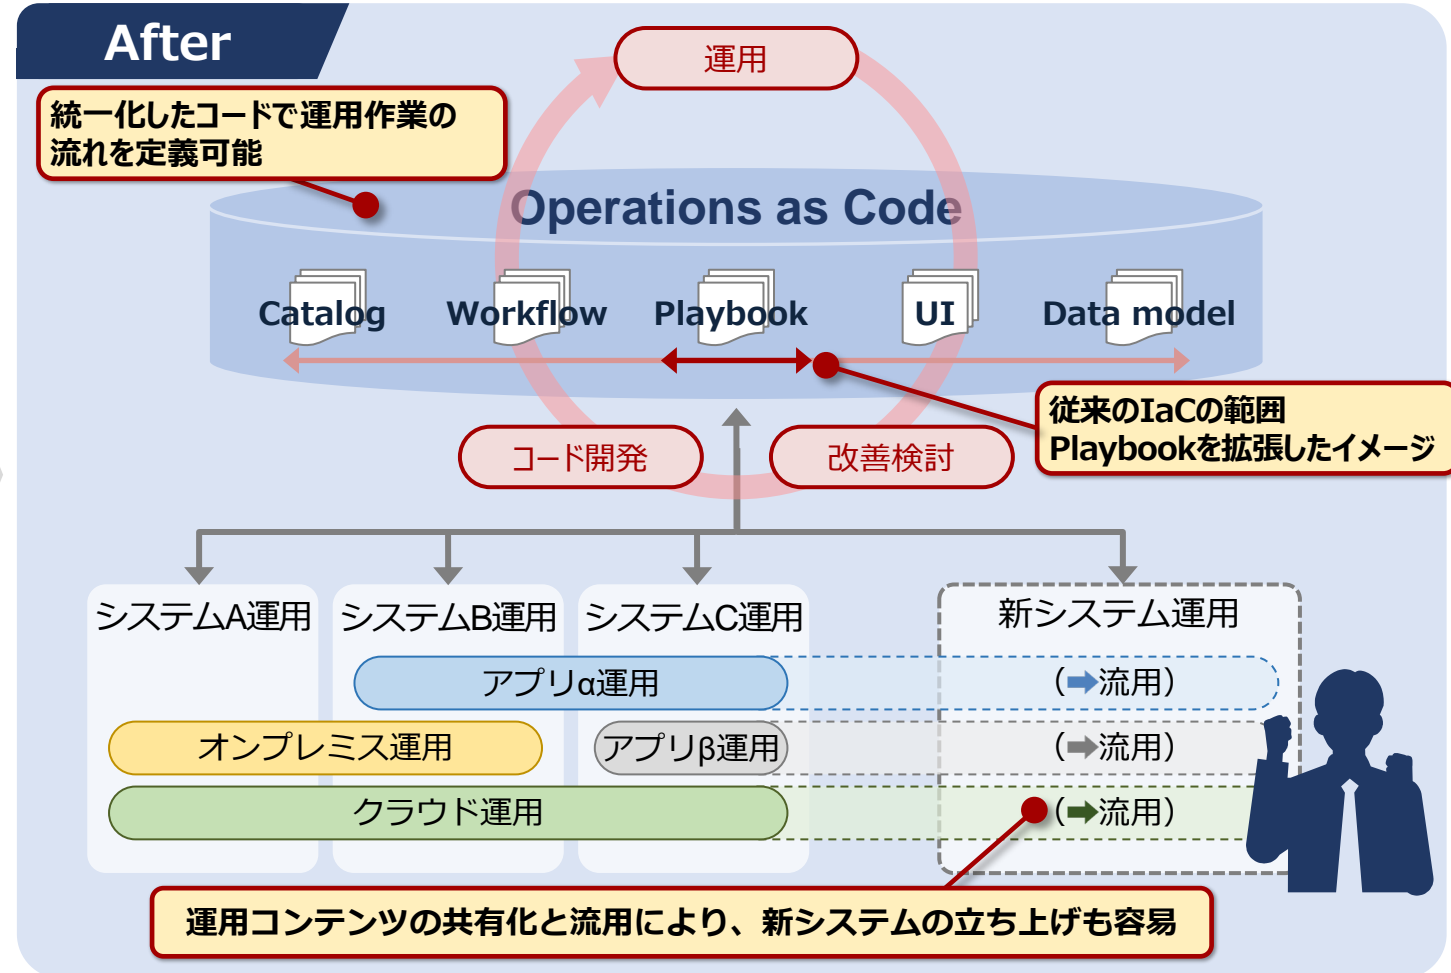 After
運用
統一化したコードで運用作業の
流れを定義可能
Operations as Code
Catalog
Workflow
Playbook
UI
Data model
従来のIaCの範囲
Playbookを拡張したイメージ
コード開発
改善検討
システムA運用
システムB運用
システムC運用
新システム運用
アプリα運用
(➡流用)
オンプレミス運用
アプリβ運用
(➡流用)
クラウド運用
(➡流用)
運用コンテンツの共有化と流用により、新システムの立ち上げも容易